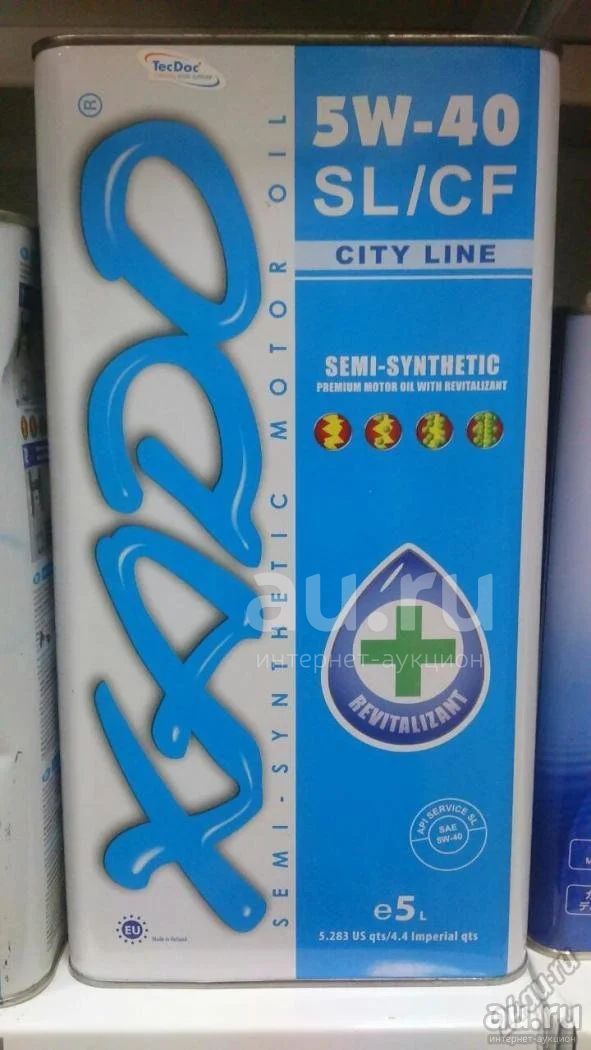 TecDoc
®
XADO
SEMI-SYNTHETIC MOTOR OIL
5W-40
SL/CF
CITY LINE
SEMI-SYNTHETIC
PREMIUM MOTOR OIL WITH REVITALIZANT
REVITALIZANT
API SERVICE SL
SAE
5W-40
e5L
5.283 US qts/4.4 Imperial qts
EU
Made in Holland
au.ru
интернет-аукцион
au.ru
au.ru
интернет-аукцион